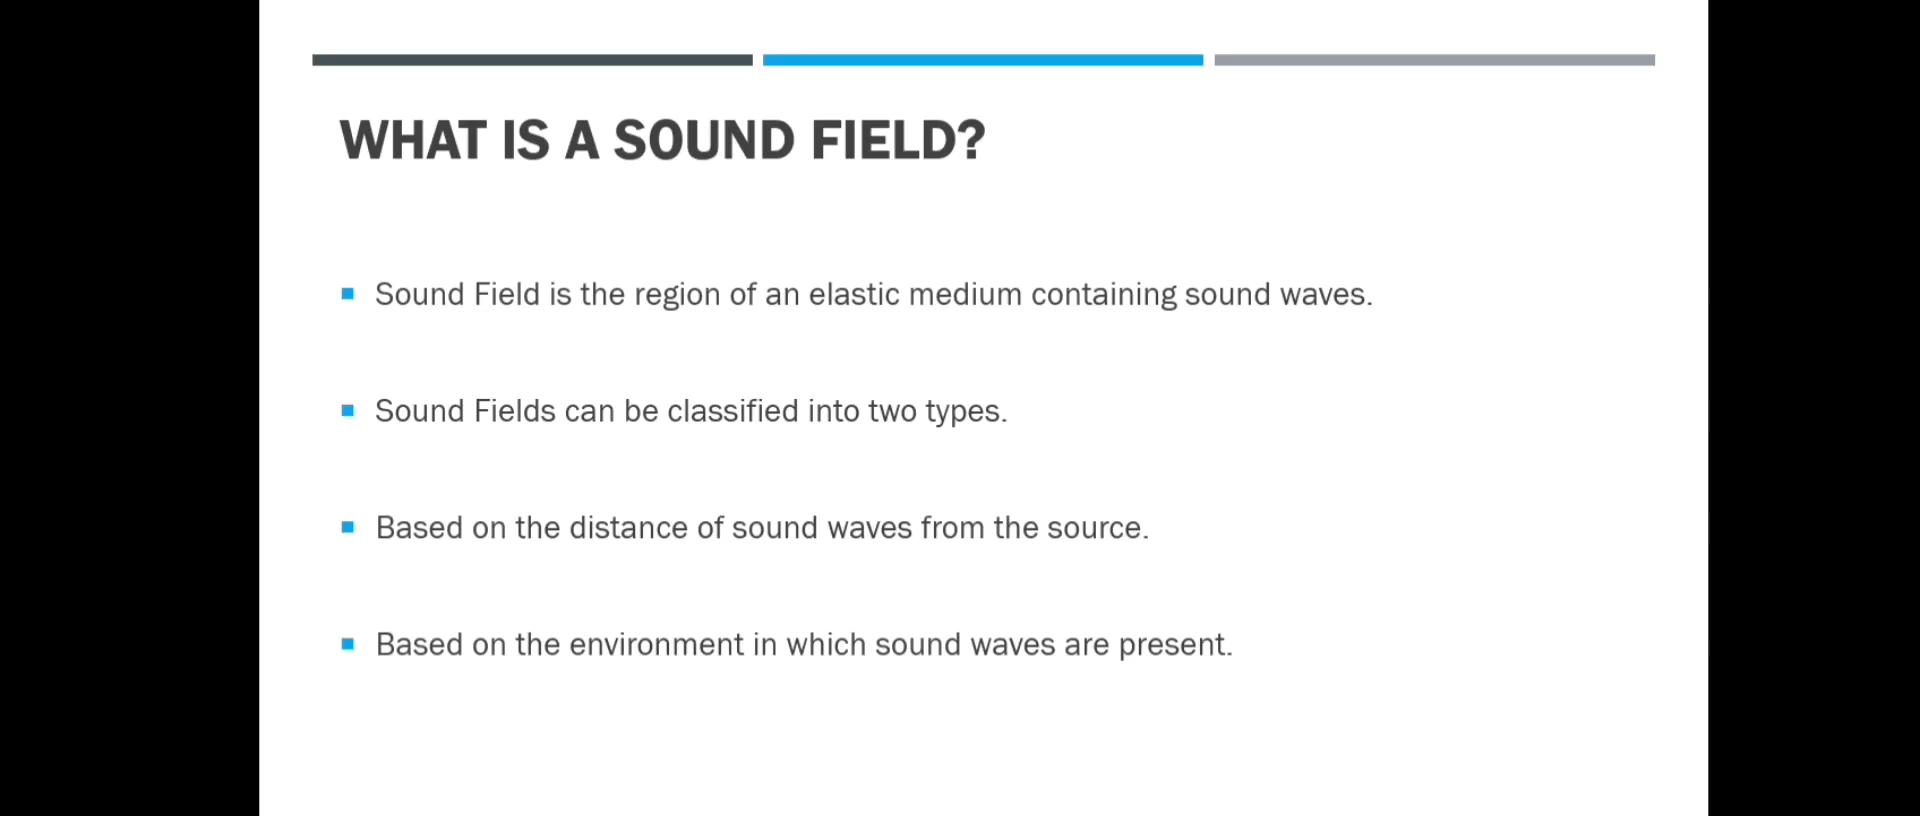 WHAT IS A SOUND FIELD?
Sound Field is the region of an elastic medium containing sound waves.
Sound Fields can be classified into two types.
Based on the distance of sound waves from the source.
Based on the environment in which sound waves are present.